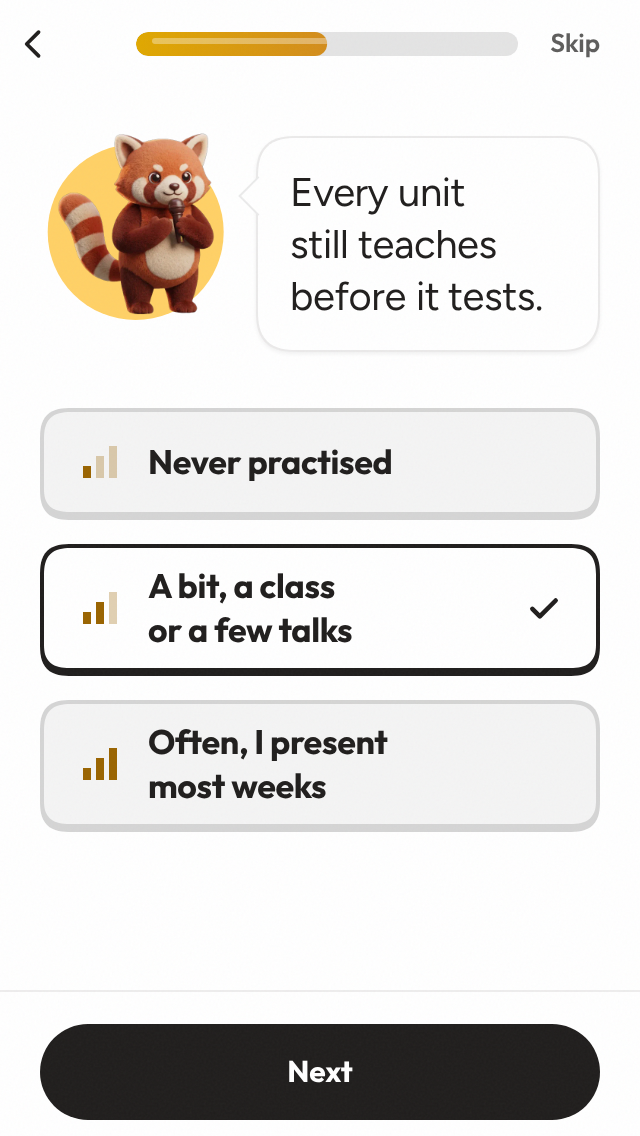 Skip
Every unit
still teaches
before it tests.
Never practised
A bit, a class
or a few talks
Often, I present
most weeks
Next